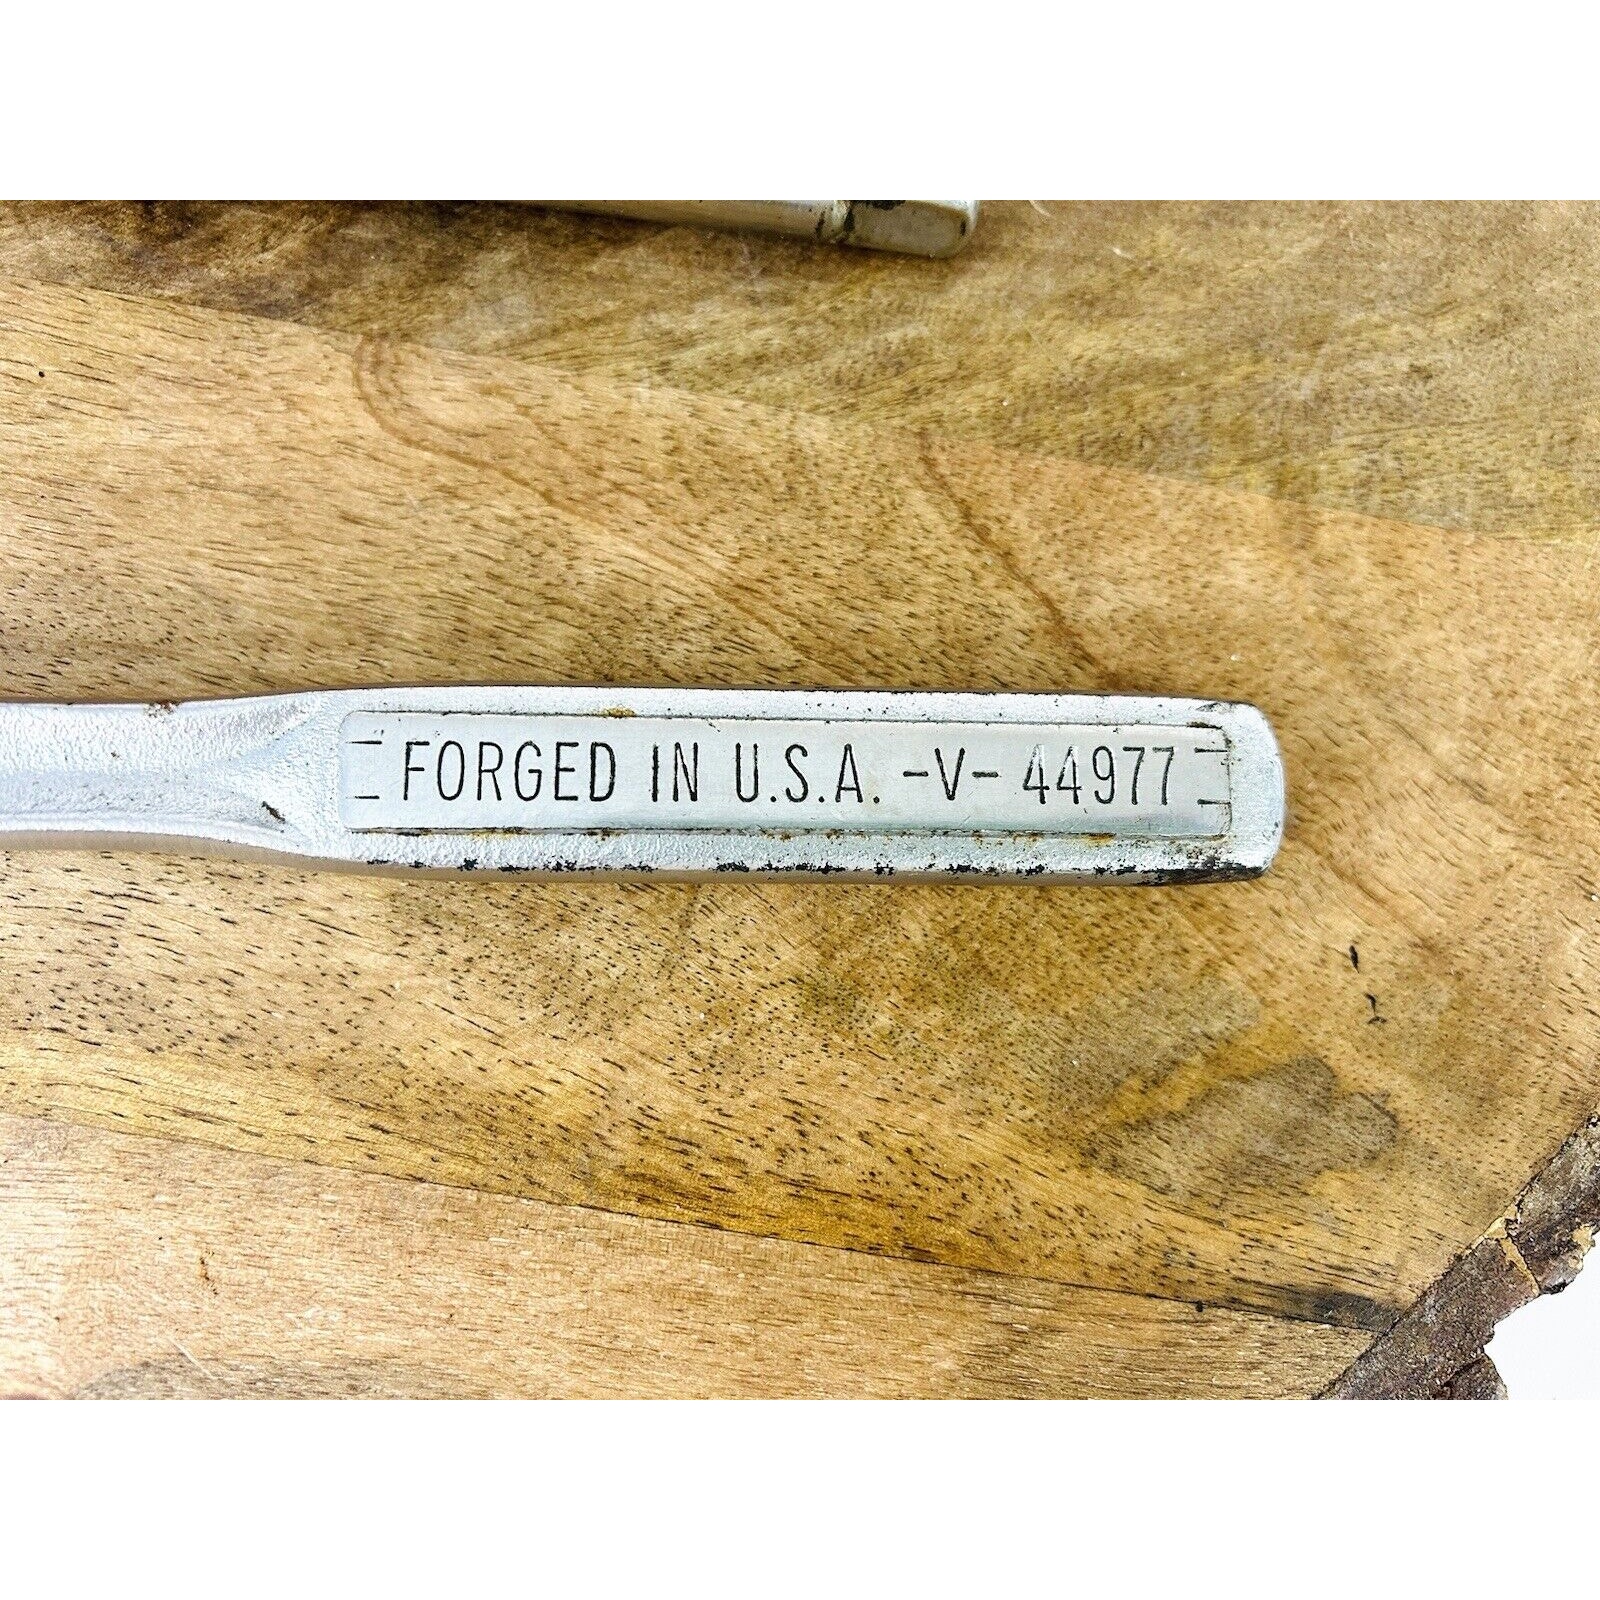 FORGED IN U.S.A. -V- 44977